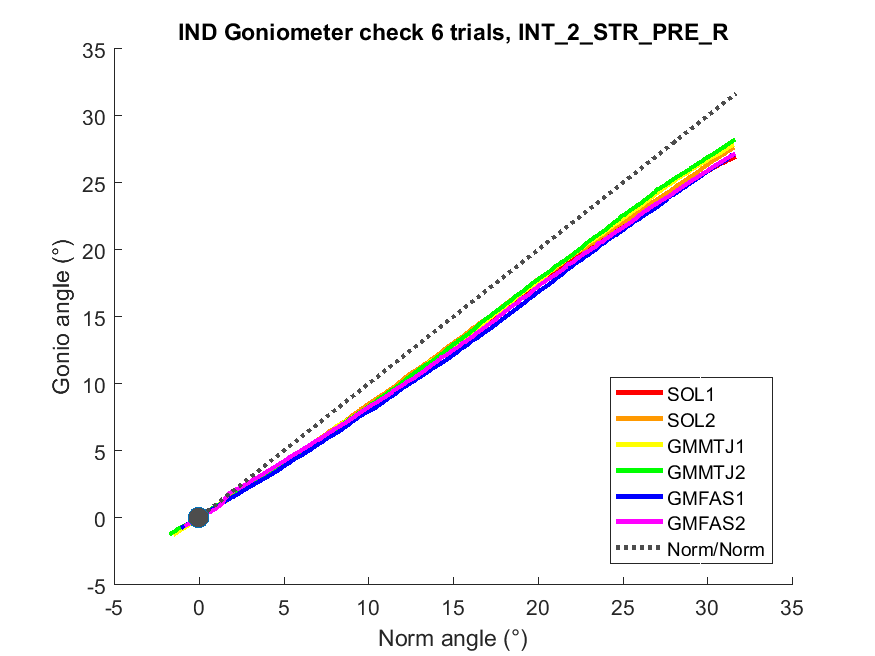 IND Goniometer check 6 trials, INT_2_STR_PRE_R
35
30
25
20
15
10
5
0
-5
Gonio angle (°)
-5
0
5
10
15
20
25
30
35
Norm angle (°)
SOL1
SOL2
GMMTJ1
GMMTJ2
GMFAS1
GMFAS2
Norm/Norm